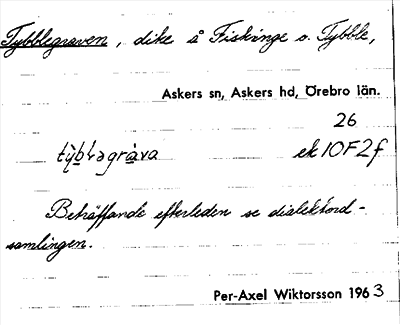 Tybblegraven, dike å Fiskinge o. Tybble,
Askers sn, Askers hd, Örebro län.
26
ek 10F2f
Beträffande efterleden se dialektord-
samlingen.
Per-Axel Wiktorsson 1963